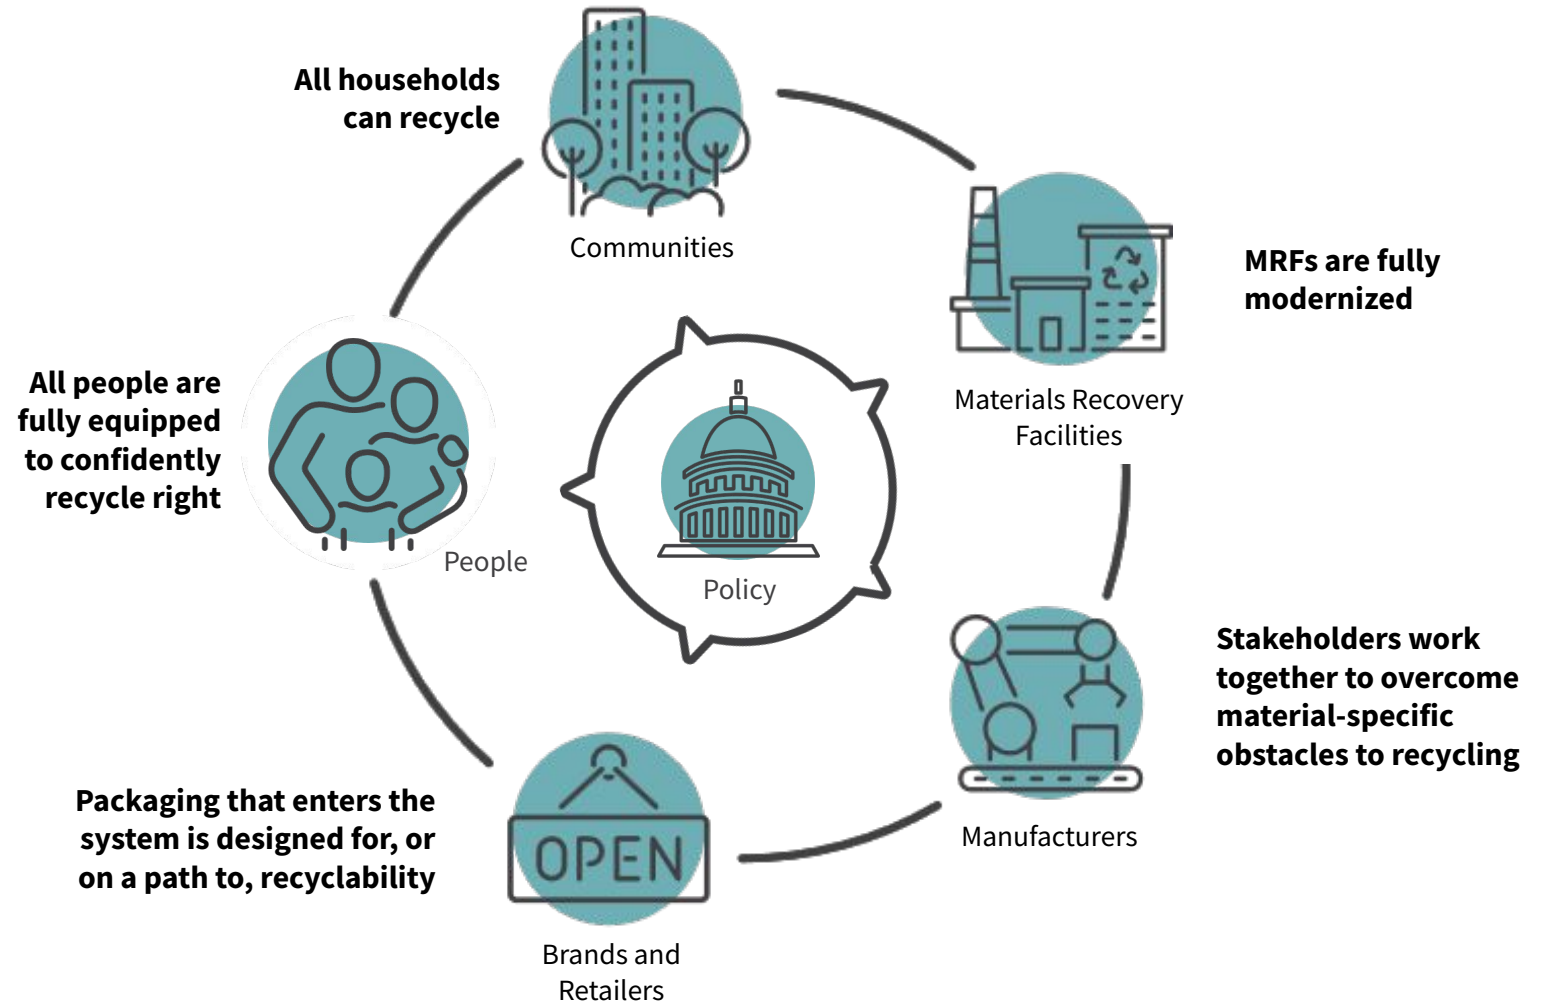 All households
can recycle
Communities
MRFs are fully
modernized
Materials Recovery
Facilities
All people are
fully equipped
to confidently
recycle right
People
Policy
Stakeholders work
together to overcome
material-specific
obstacles to recycling
Manufacturers
Packaging that enters the
system is designed for, or
on a path to, recyclability
OPEN
Brands and
Retailers